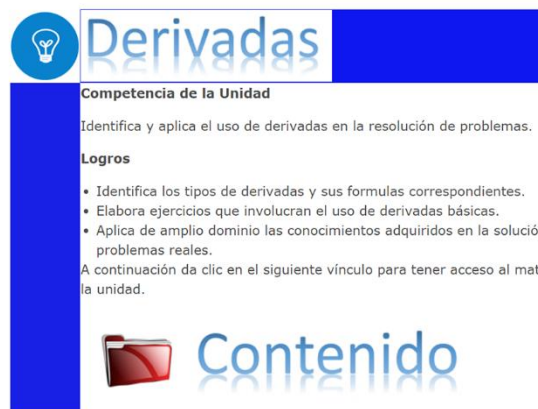 Derivadas
Competencia de la Unidad
Identifica y aplica el uso de derivadas en la resolución de problemas.
Logros
• Identifica los tipos de derivadas y sus formulas correspondientes.
• Elabora ejercicios que involucran el uso de derivadas básicas.
• Aplica de amplio dominio las conocimientos adquiridos en la solució
problemas reales.
A continuación da clic en el siguiente vínculo para tener acceso al mat
la unidad.
Contenido